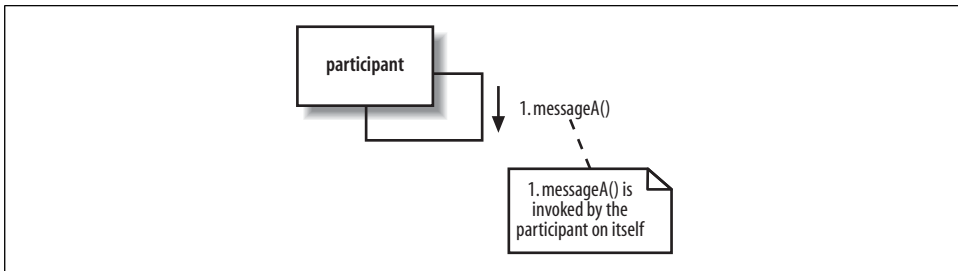 participant
1.messageA()
1.messageA() is
invoked by the
participant on itself